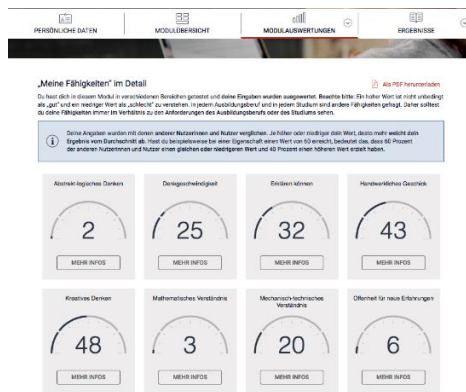 PERSÖNLICHE DATEN
MODULÜBERSICHT
MODULAUSWERTUNGEN
ERGEBNISSE
„Meine Fähigkeiten" im Detail
Als PDF herunterladen
Du hast dich in diesem Modul in verschiedenen Bereichen getestet und deine Eingaben wurden ausgewertet. Beachte bitte: Ein hoher Wert ist nicht unbedingt
als „gut" und ein niedriger Wert als „schlecht" zu verstehen. In jedem Ausbildungsberuf und in jedem Studium sind andere Fähigkeiten gefragt. Daher solltest
du deine Fähigkeiten immer im Verhältnis zu den Anforderungen des Ausbildungsberufs oder des Studiums sehen.
Deine Angaben wurden mit denen anderer Nutzerinnen und Nutzer verglichen. Je höher oder niedriger dein Wert, desto mehr weicht dein
Ergebnis vom Durchschnitt ab. Hast du beispielsweise bei einer Eigenschaft einen Wert von 60 erreicht, bedeutet das, dass 60 Prozent
der anderen Nutzerinnen und Nutzer einen gleichen oder niedrigeren Wert und 40 Prozent einen höheren Wert erzielt haben.
Abstrakt-logisches Denken
Denkgeschwindigkeit
Erklären können
Handwerkliches Geschick
2
25
32
43
MEHR INFOS
MEHR INFOS
MEHR INFOS
MEHR INFOS
Kreatives Denken
Mathematisches Verständnis
Mechanisch-technisches
Verständnis
Offenheit für neue Erfahrungen
48
3
20
6
MEHR INFOS
MEHR INFOS
MEHR INFOS
MEHR INFOS